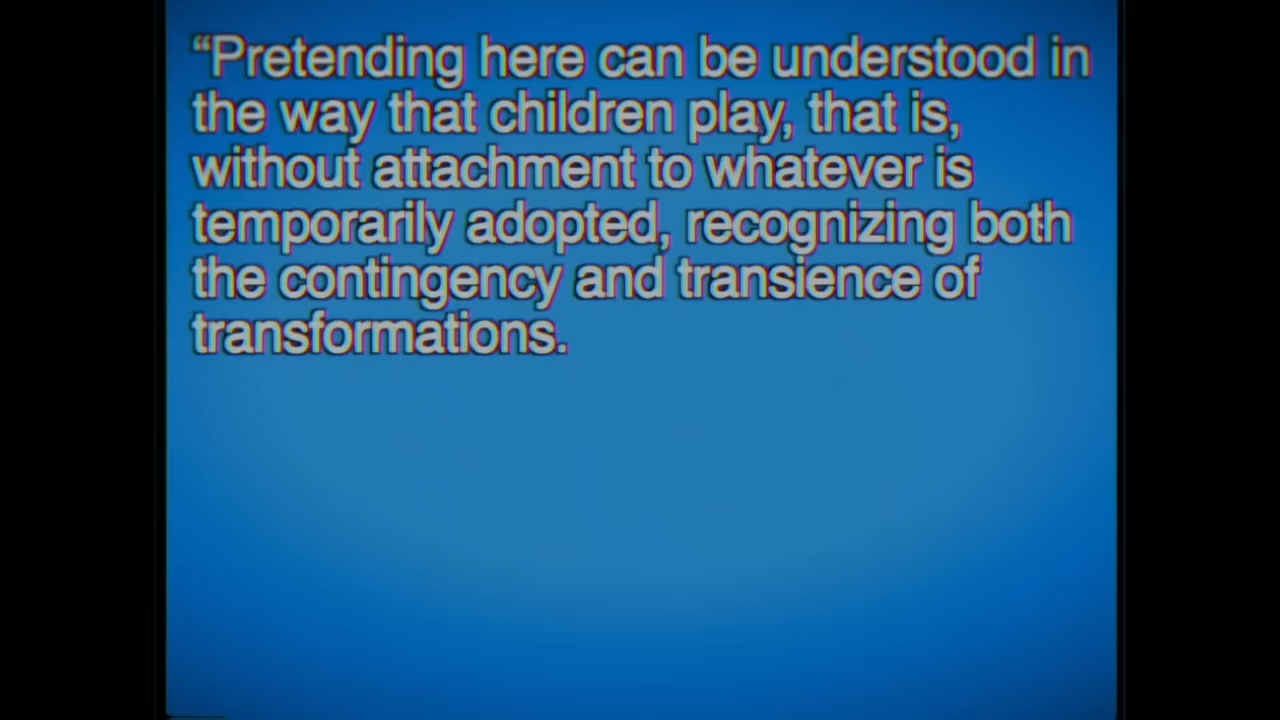 “Pretending here can be understood in
the way that children play, that is,
without attachment to whatever is
temporarily adopted, recognizing both
the contingency and transience of
transformations.